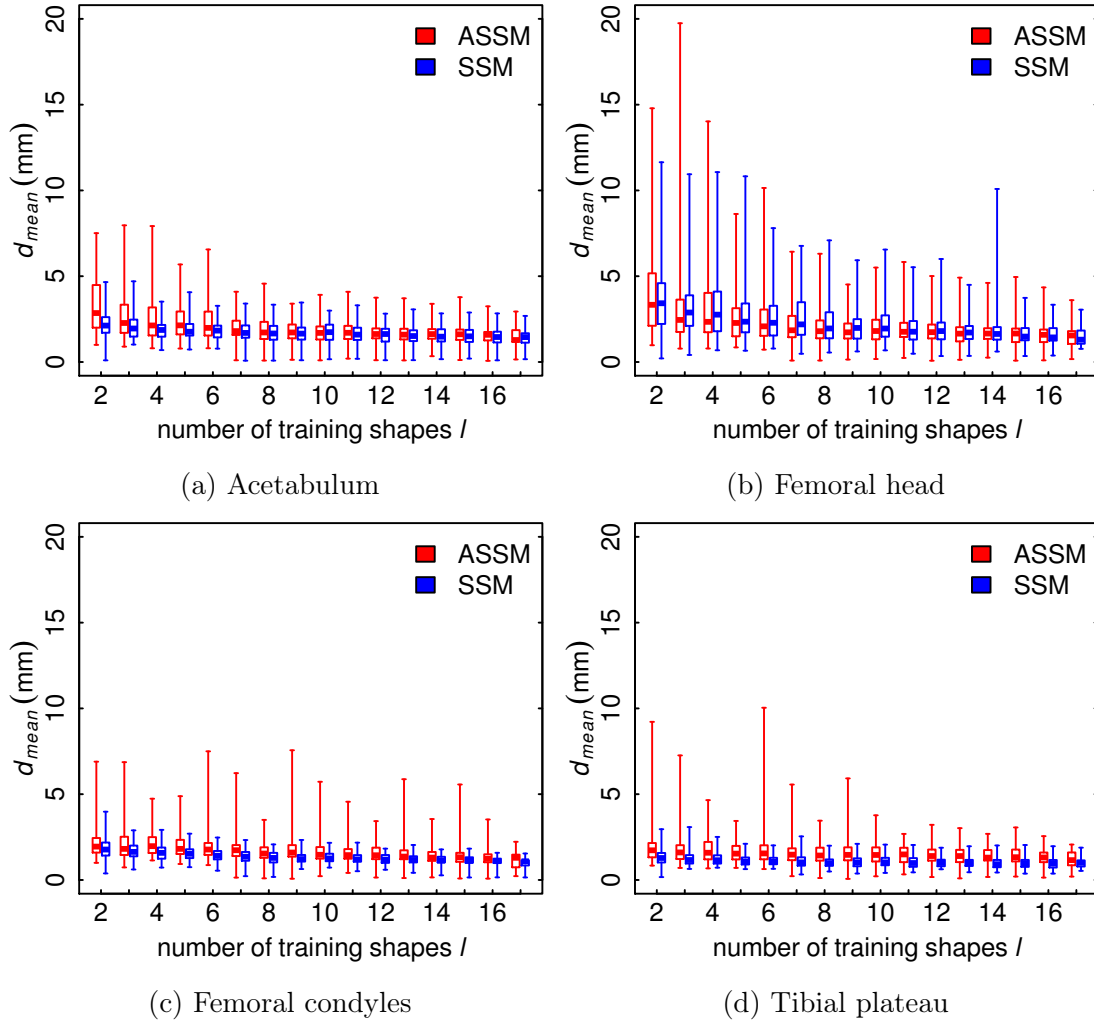 20
15
10
5
0
d_mean (mm)
ASSM
SSM
2 4 6 8 10 12 14 16
number of training shapes l
(a) Acetabulum
20
15
10
5
0
d_mean (mm)
ASSM
SSM
2 4 6 8 10 12 14 16
number of training shapes l
(b) Femoral head
20
15
10
5
0
d_mean (mm)
ASSM
SSM
2 4 6 8 10 12 14 16
number of training shapes l
(c) Femoral condyles
20
15
10
5
0
d_mean (mm)
ASSM
SSM
2 4 6 8 10 12 14 16
number of training shapes l
(d) Tibial plateau